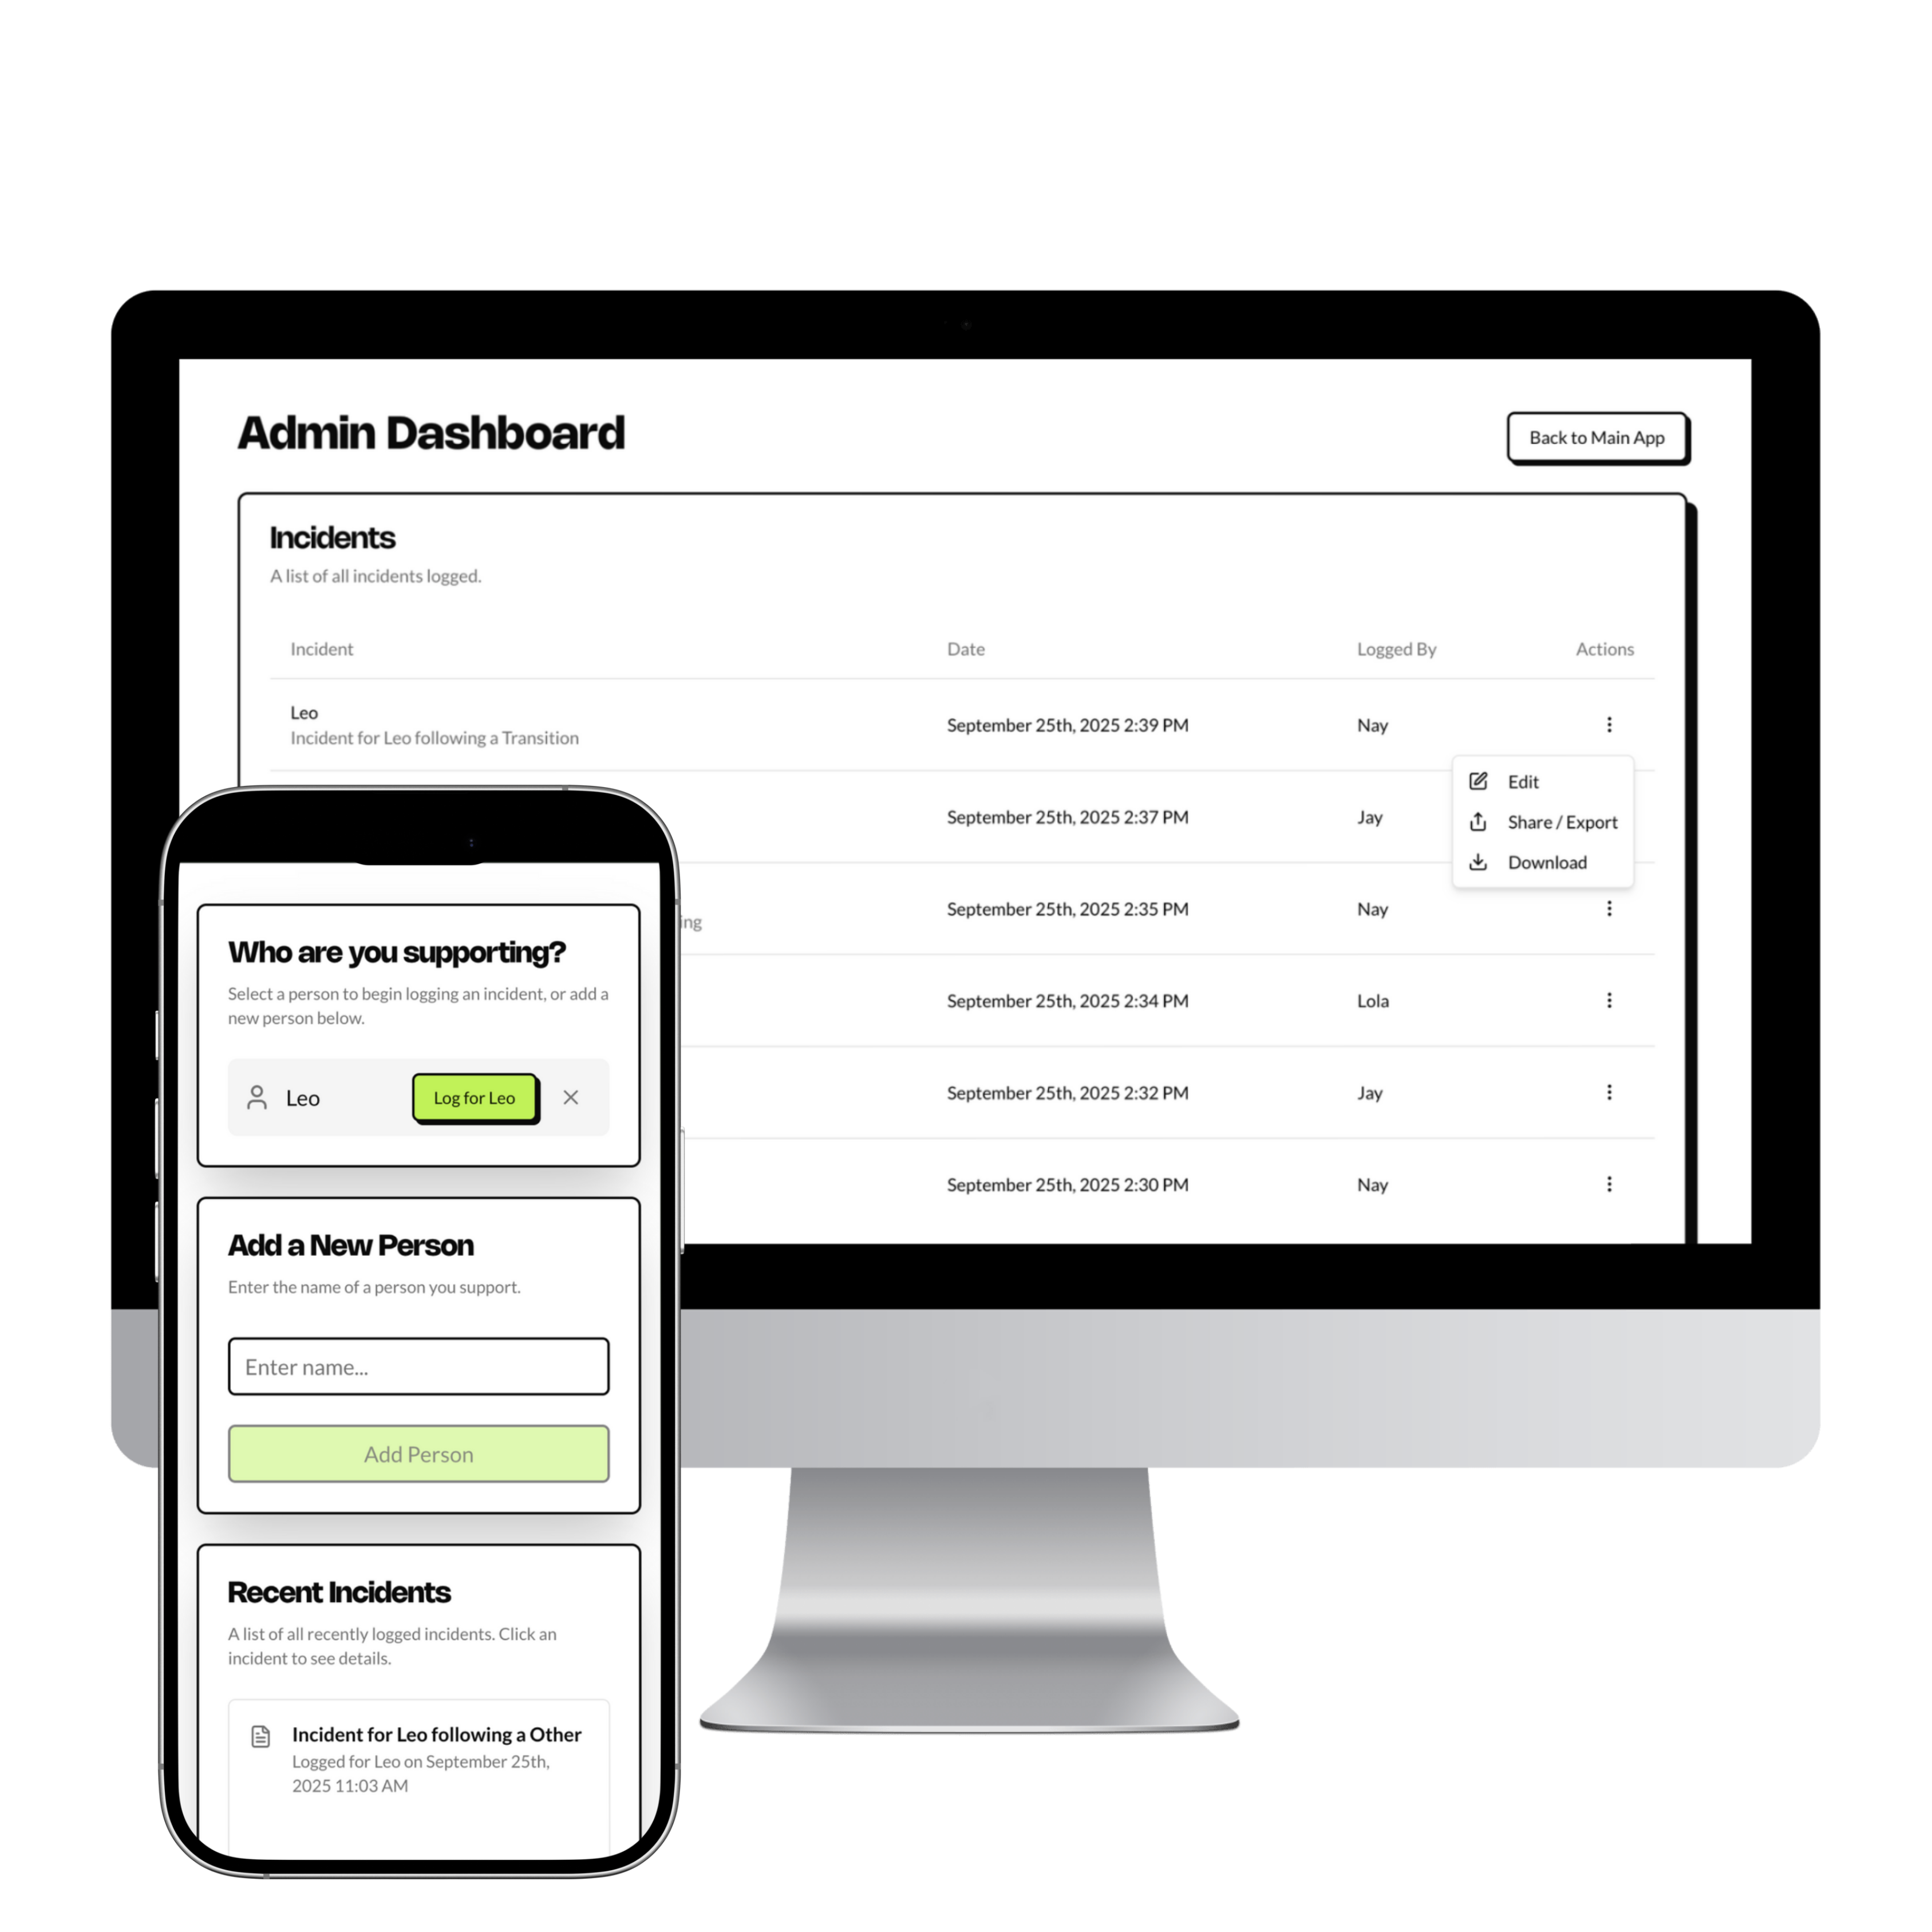 Admin Dashboard
Back to Main App
Incidents
A list of all incidents logged.
Incident Date Logged By Actions
Leo
Incident for Leo following a Transition
September 25th, 2025 2:39 PM Nay
Edit
Share / Export
Download
September 25th, 2025 2:37 PM Jay
ing
September 25th, 2025 2:35 PM Nay
September 25th, 2025 2:34 PM Lola
September 25th, 2025 2:32 PM Jay
September 25th, 2025 2:30 PM Nay
Who are you supporting?
Select a person to begin logging an incident, or add a
new person below.
Leo
Log for Leo
Add a New Person
Enter the name of a person you support.
Enter name...
Add Person
Recent Incidents
A list of all recently logged incidents. Click an
incident to see details.
Incident for Leo following a Other
Logged for Leo on September 25th,
2025 11:03 AM